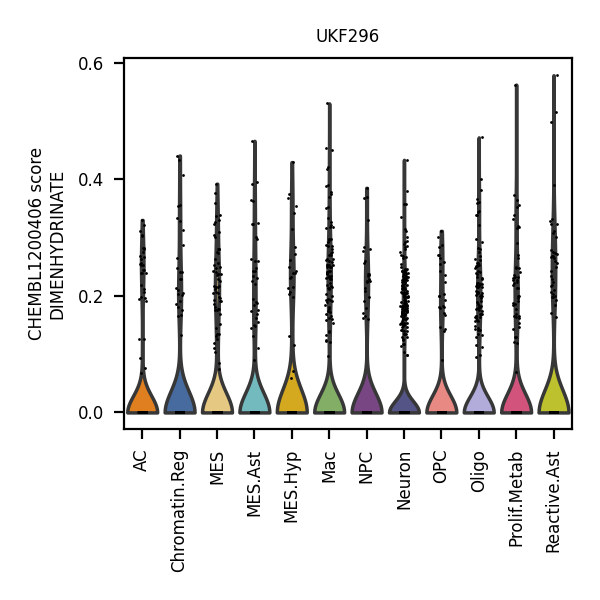 UKF296
CHEMBL1200406 score
DIMENHYDRINATE
0.6
0.4
0.2
0.0
AC
Chromatin.Reg
MES
MES.Ast
MES.Hyp
Mac
NPC
Neuron
OPC
Oligo
Prolif.Metab
Reactive.Ast